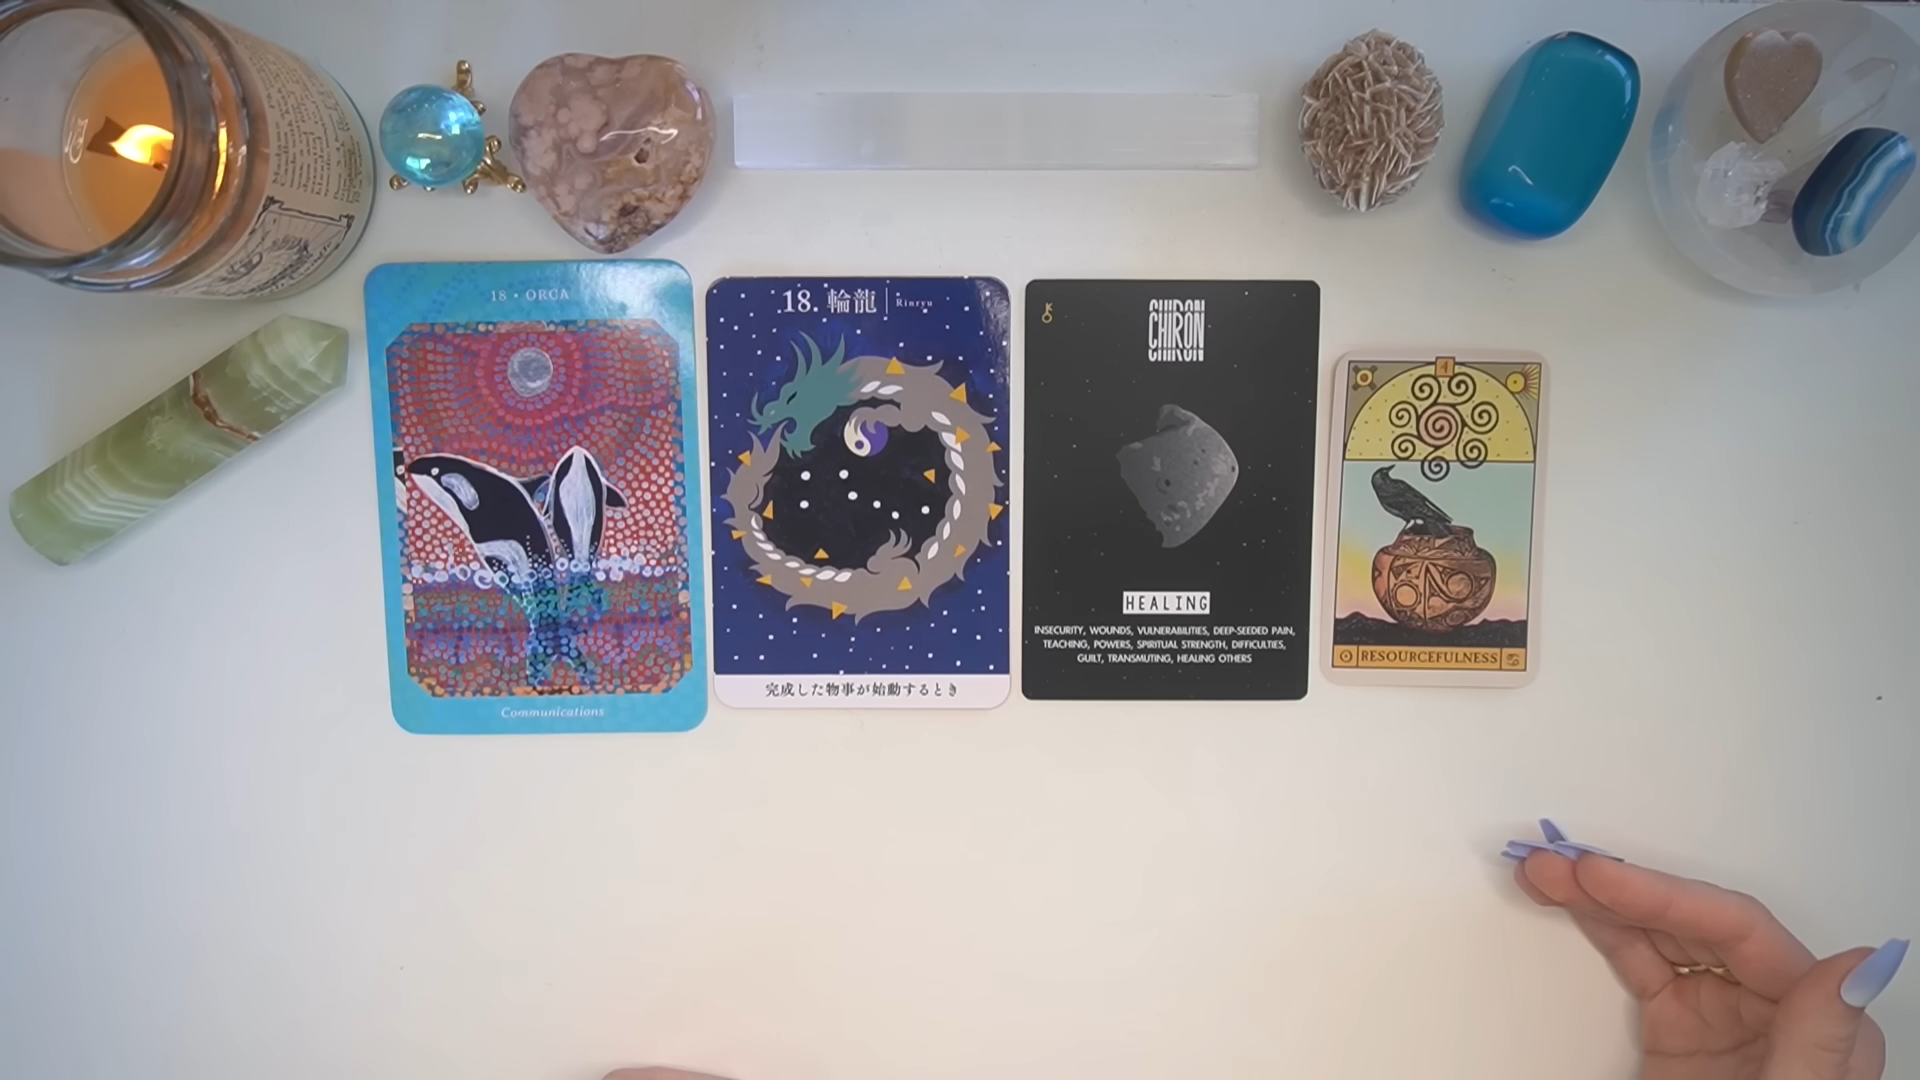 18 • ORCA
Communications
18. 輪龍 Rinryu
完成した物事が始動するとき
CHIRON
HEALING
INSECURITY, WOUNDS, VULNERABILITIES, DEEP-SEEDED PAIN,
TEACHING, POWERS, SPIRITUAL STRENGTH, DIFFICULTIES,
GUILT, TRANSMUTING, HEALING OTHERS
RESOURCEFULNESS